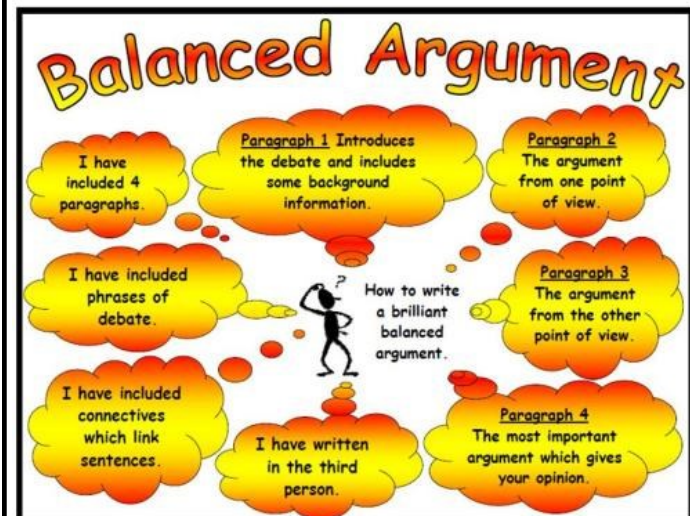 Balanced Argument
I have
included 4
paragraphs.
Paragraph 1 Introduces
the debate and includes
some background
information.
Paragraph 2
The argument
from one point
of view.
I have included
phrases of
debate.
?
How to write
a brilliant
balanced
argument.
Paragraph 3
The argument
from the other
point of view.
I have included
connectives
which link
sentences.
I have written
in the third
person.
Paragraph 4
The most important
argument which gives
your opinion.